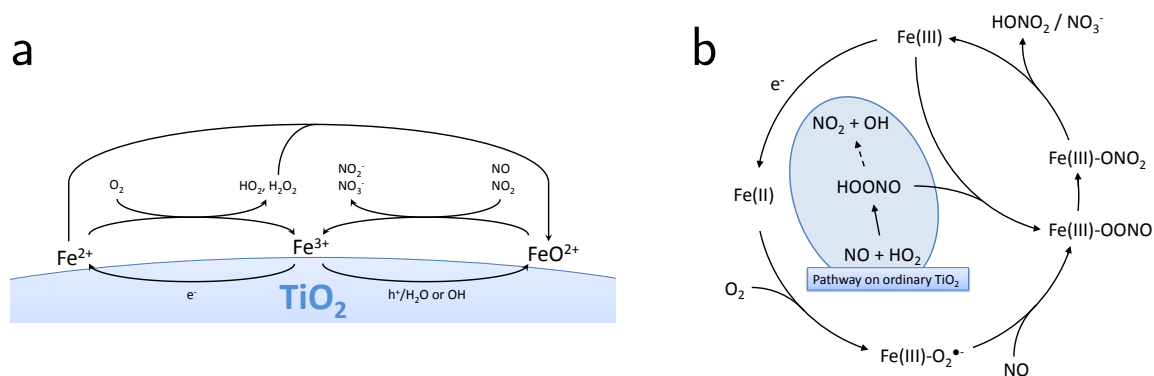 a
O₂
HO₂, H₂O₂
NO₂⁻
NO₃⁻
NO
NO₂
Fe²⁺
Fe³⁺
FeO²⁺
e⁻
TiO₂
h⁺/H₂O or OH
b
Fe(III)
HONO₂ / NO₃⁻
e⁻
NO₂ + OH
Fe(III)-ONO₂
Fe(II)
HOONO
Fe(III)-OONO
NO + HO₂
Pathway on ordinary TiO₂
O₂
Fe(III)-O₂•⁻
NO